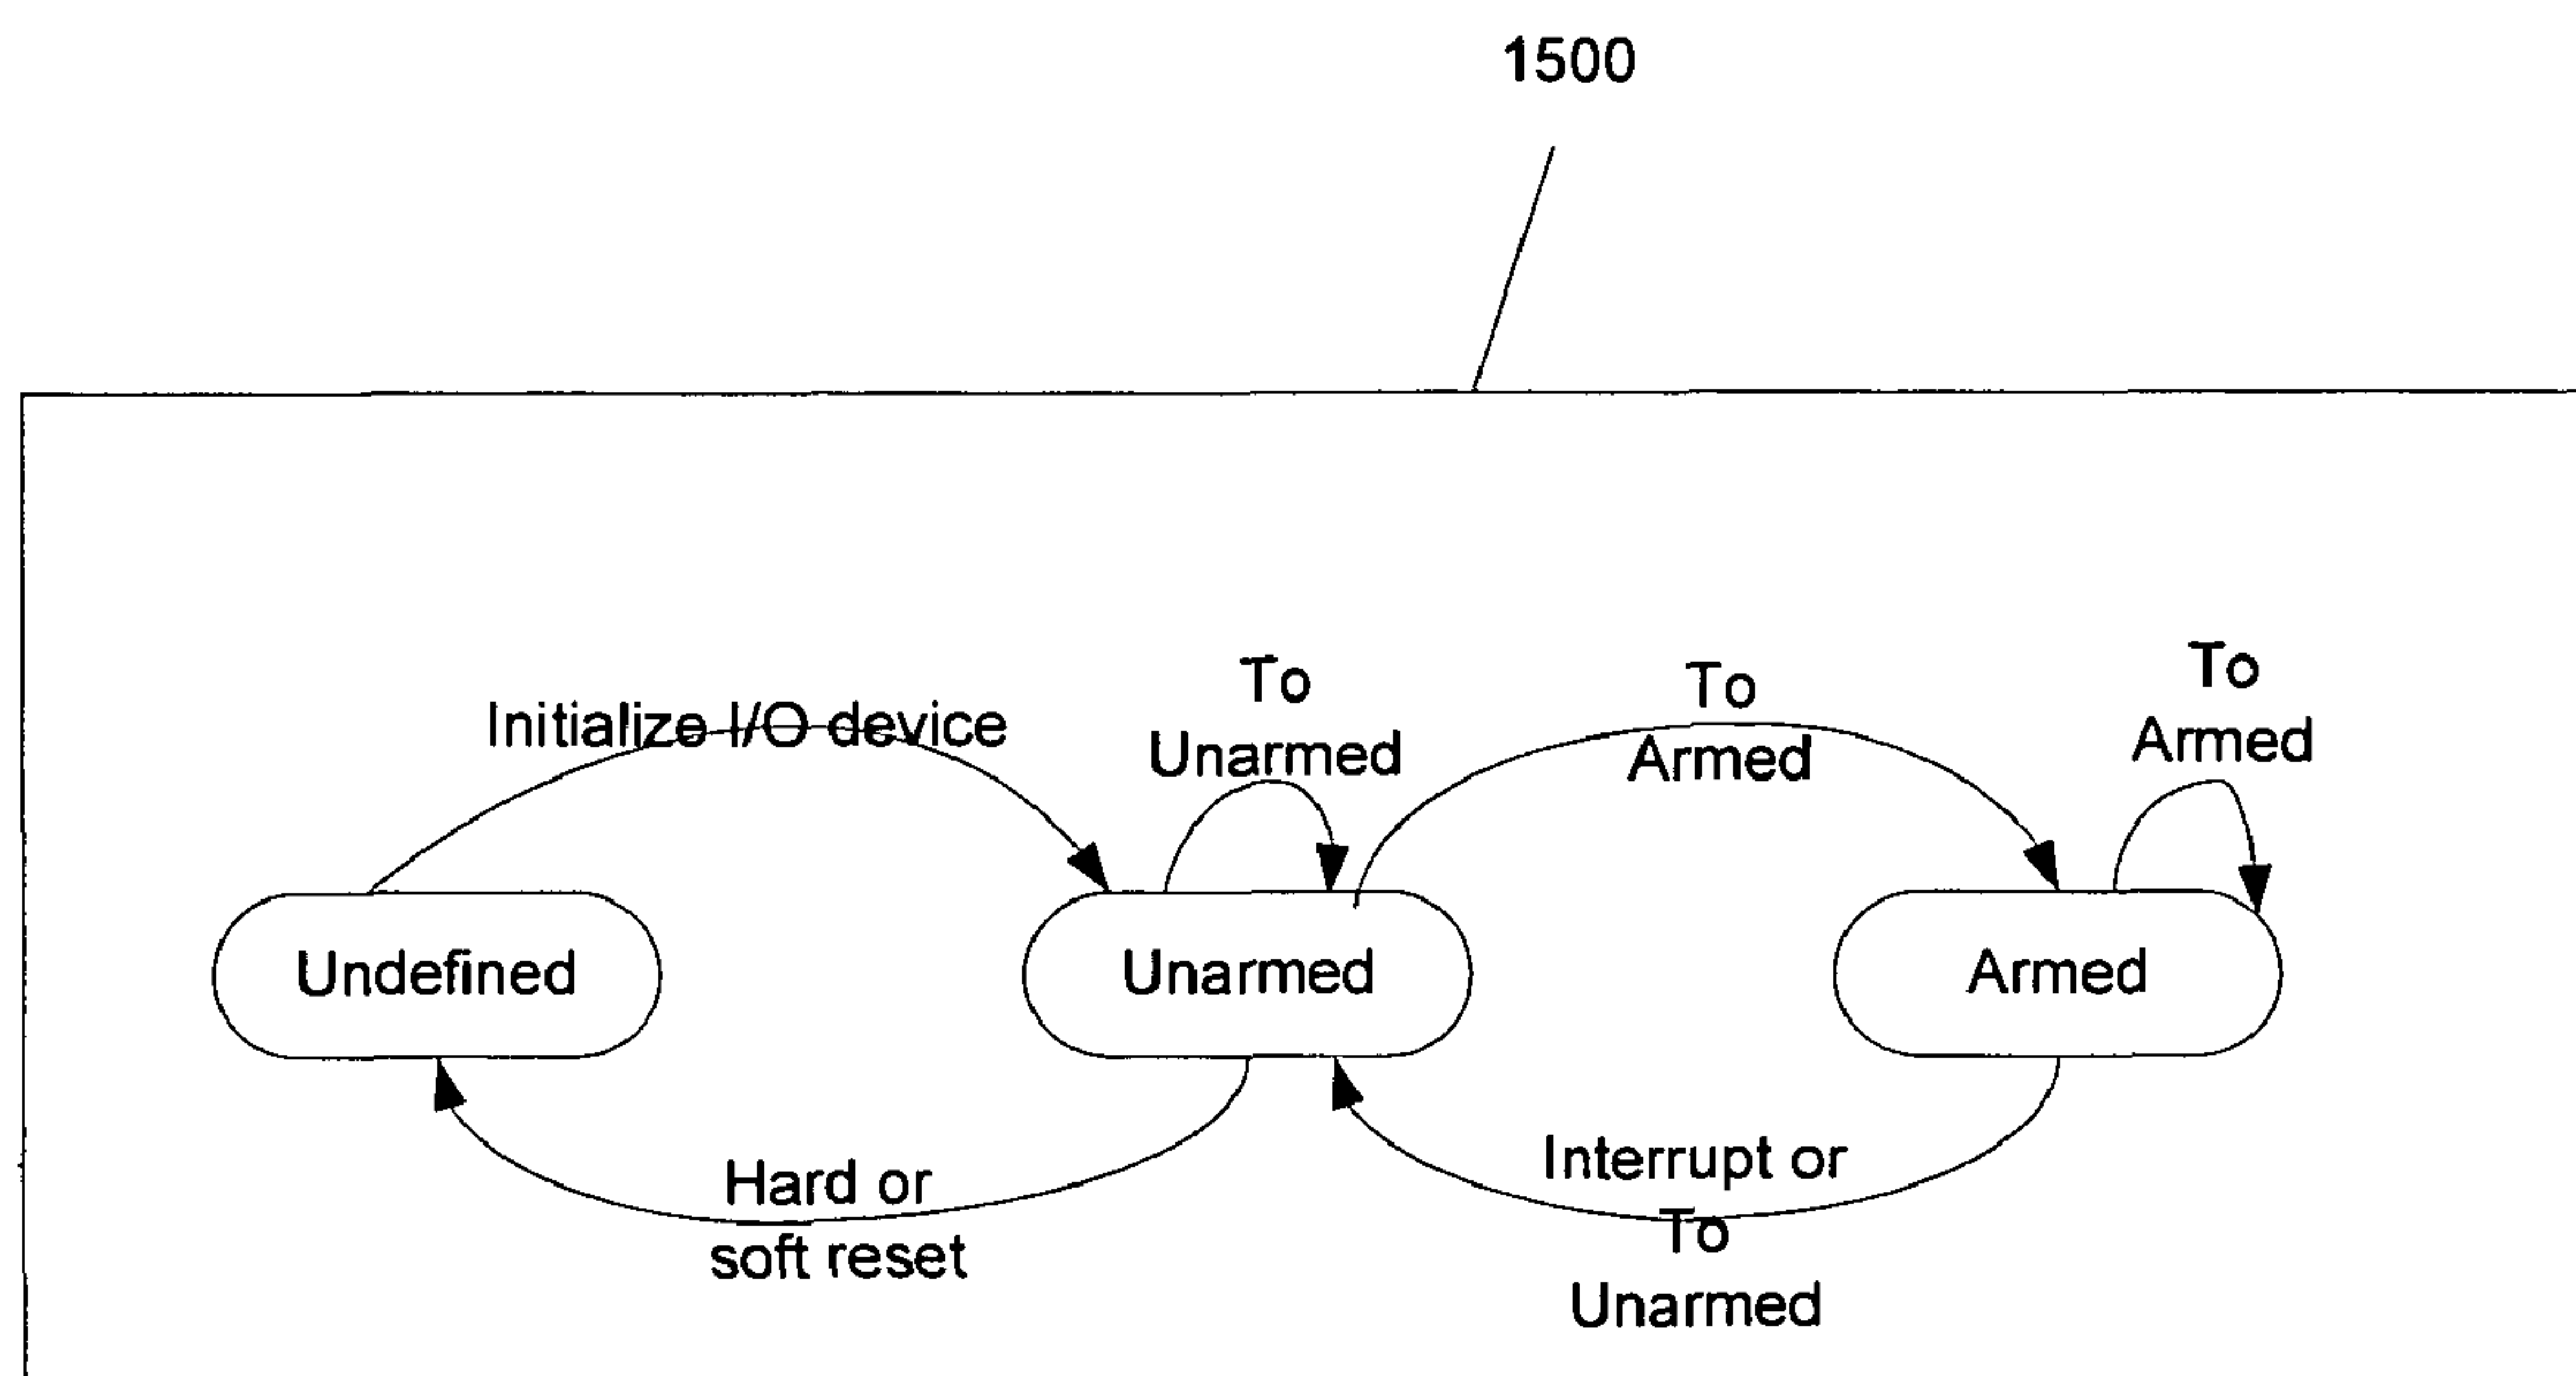 1500
Initialize I/O device
To
Unarmed
To
Armed
To
Armed
Undefined
Unarmed
Armed
Hard or
soft reset
Interrupt or
To
Unarmed